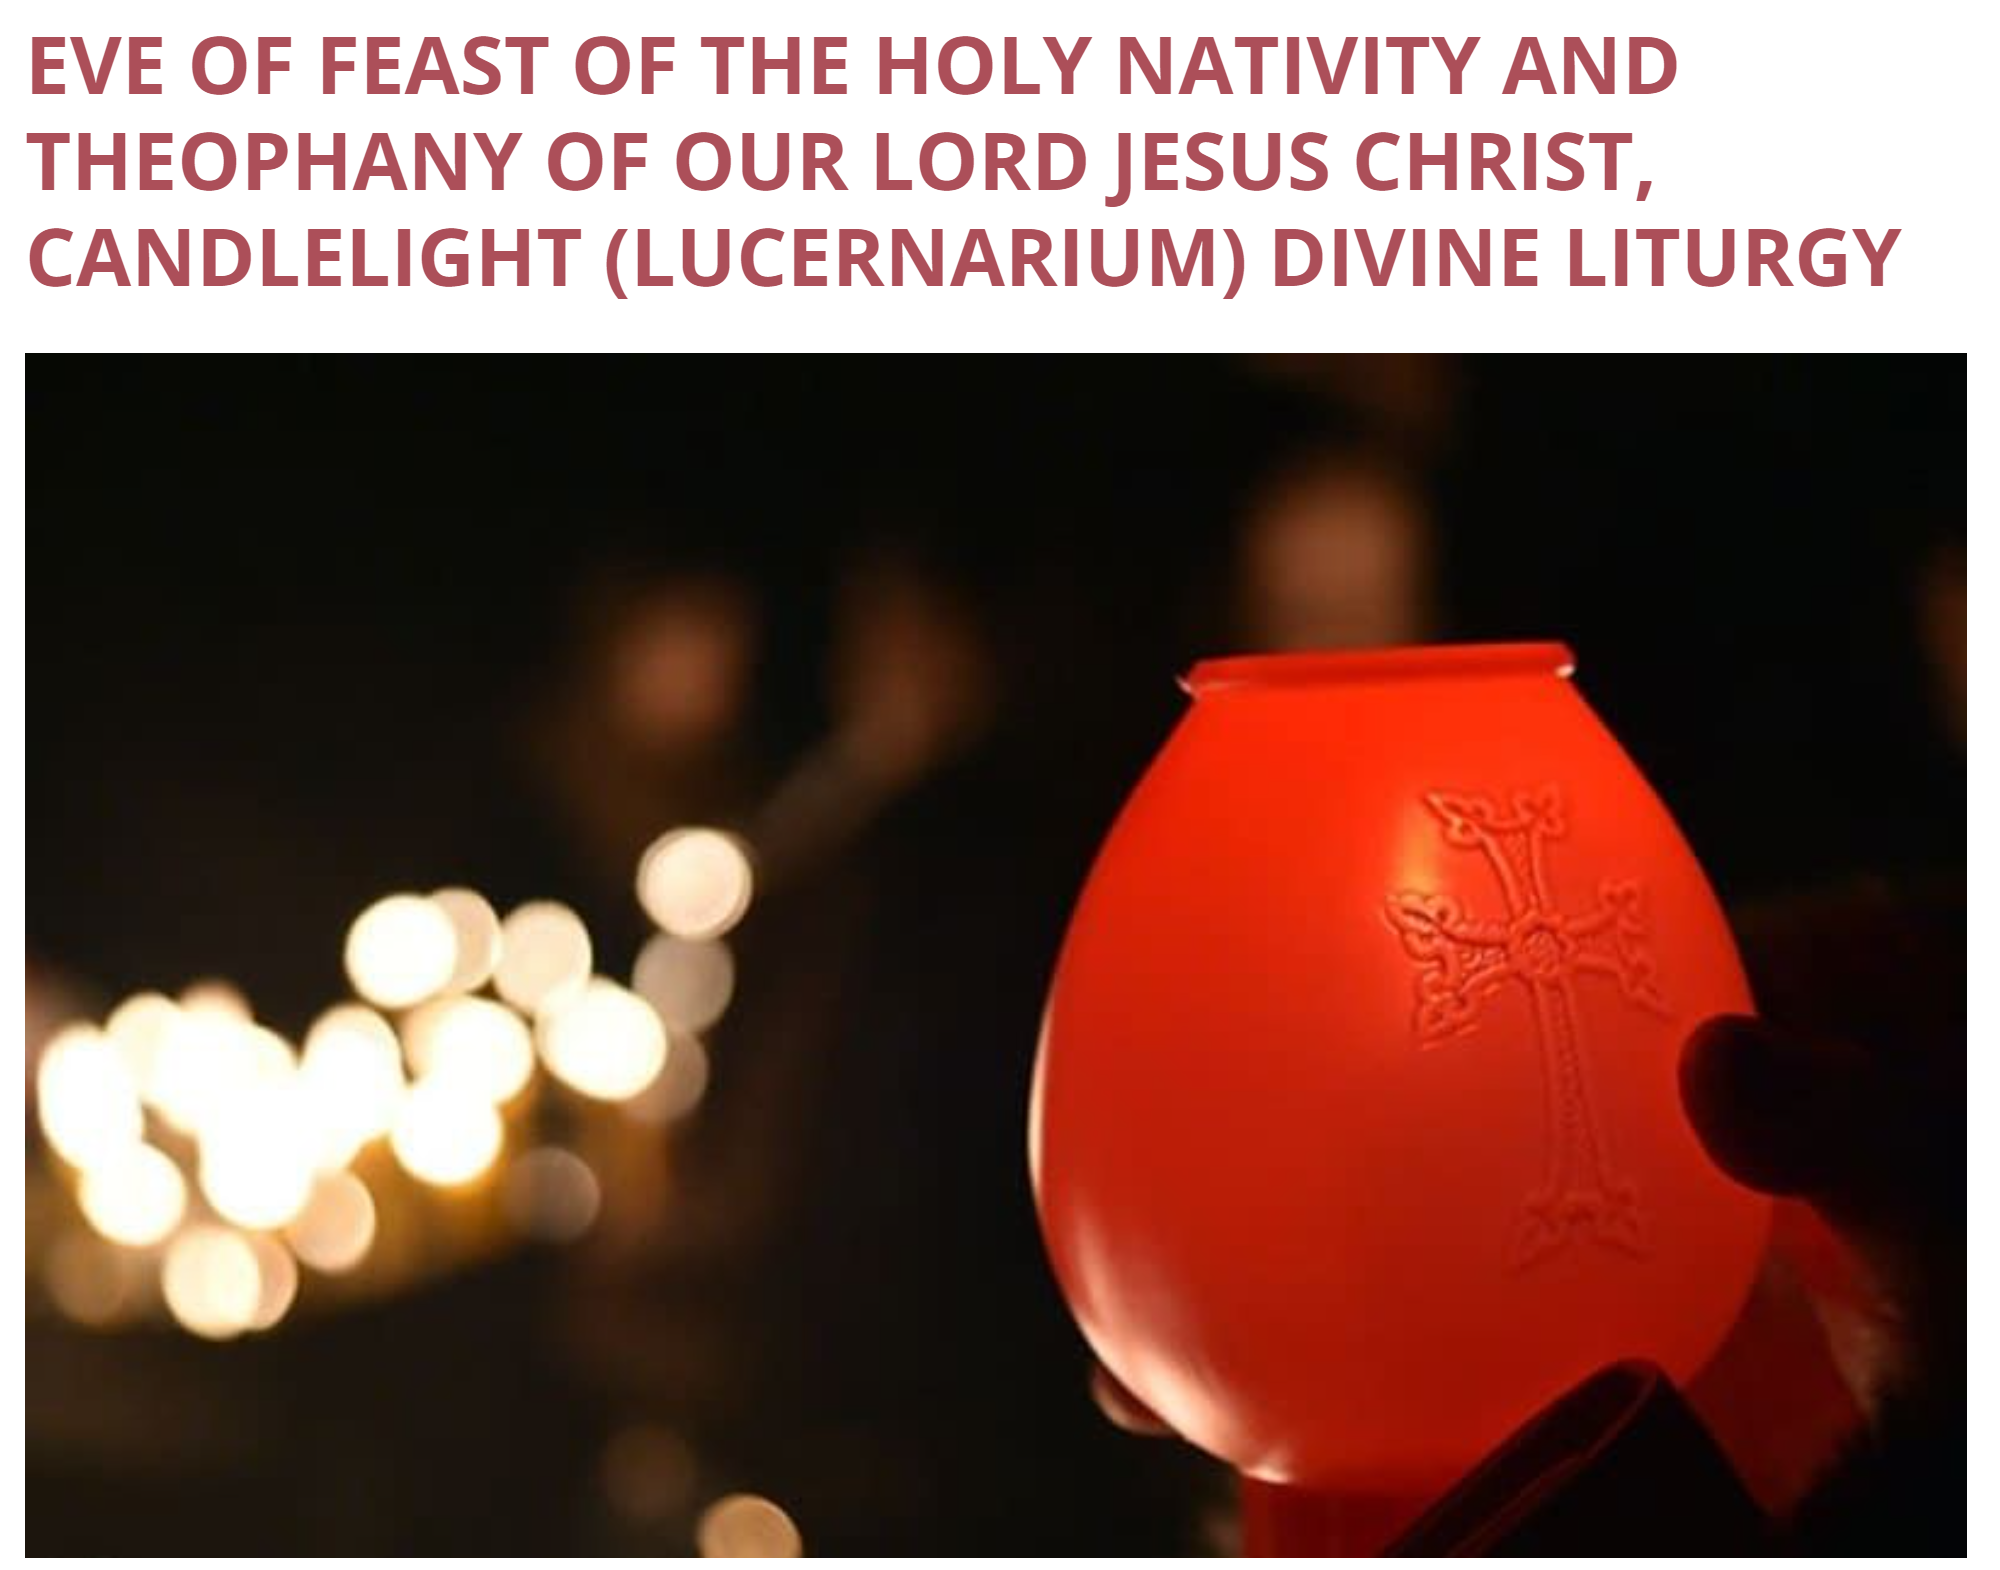 EVE OF FEAST OF THE HOLY NATIVITY AND
THEOPHANY OF OUR LORD JESUS CHRIST,
CANDLELIGHT (LUCERNARIUM) DIVINE LITURGY